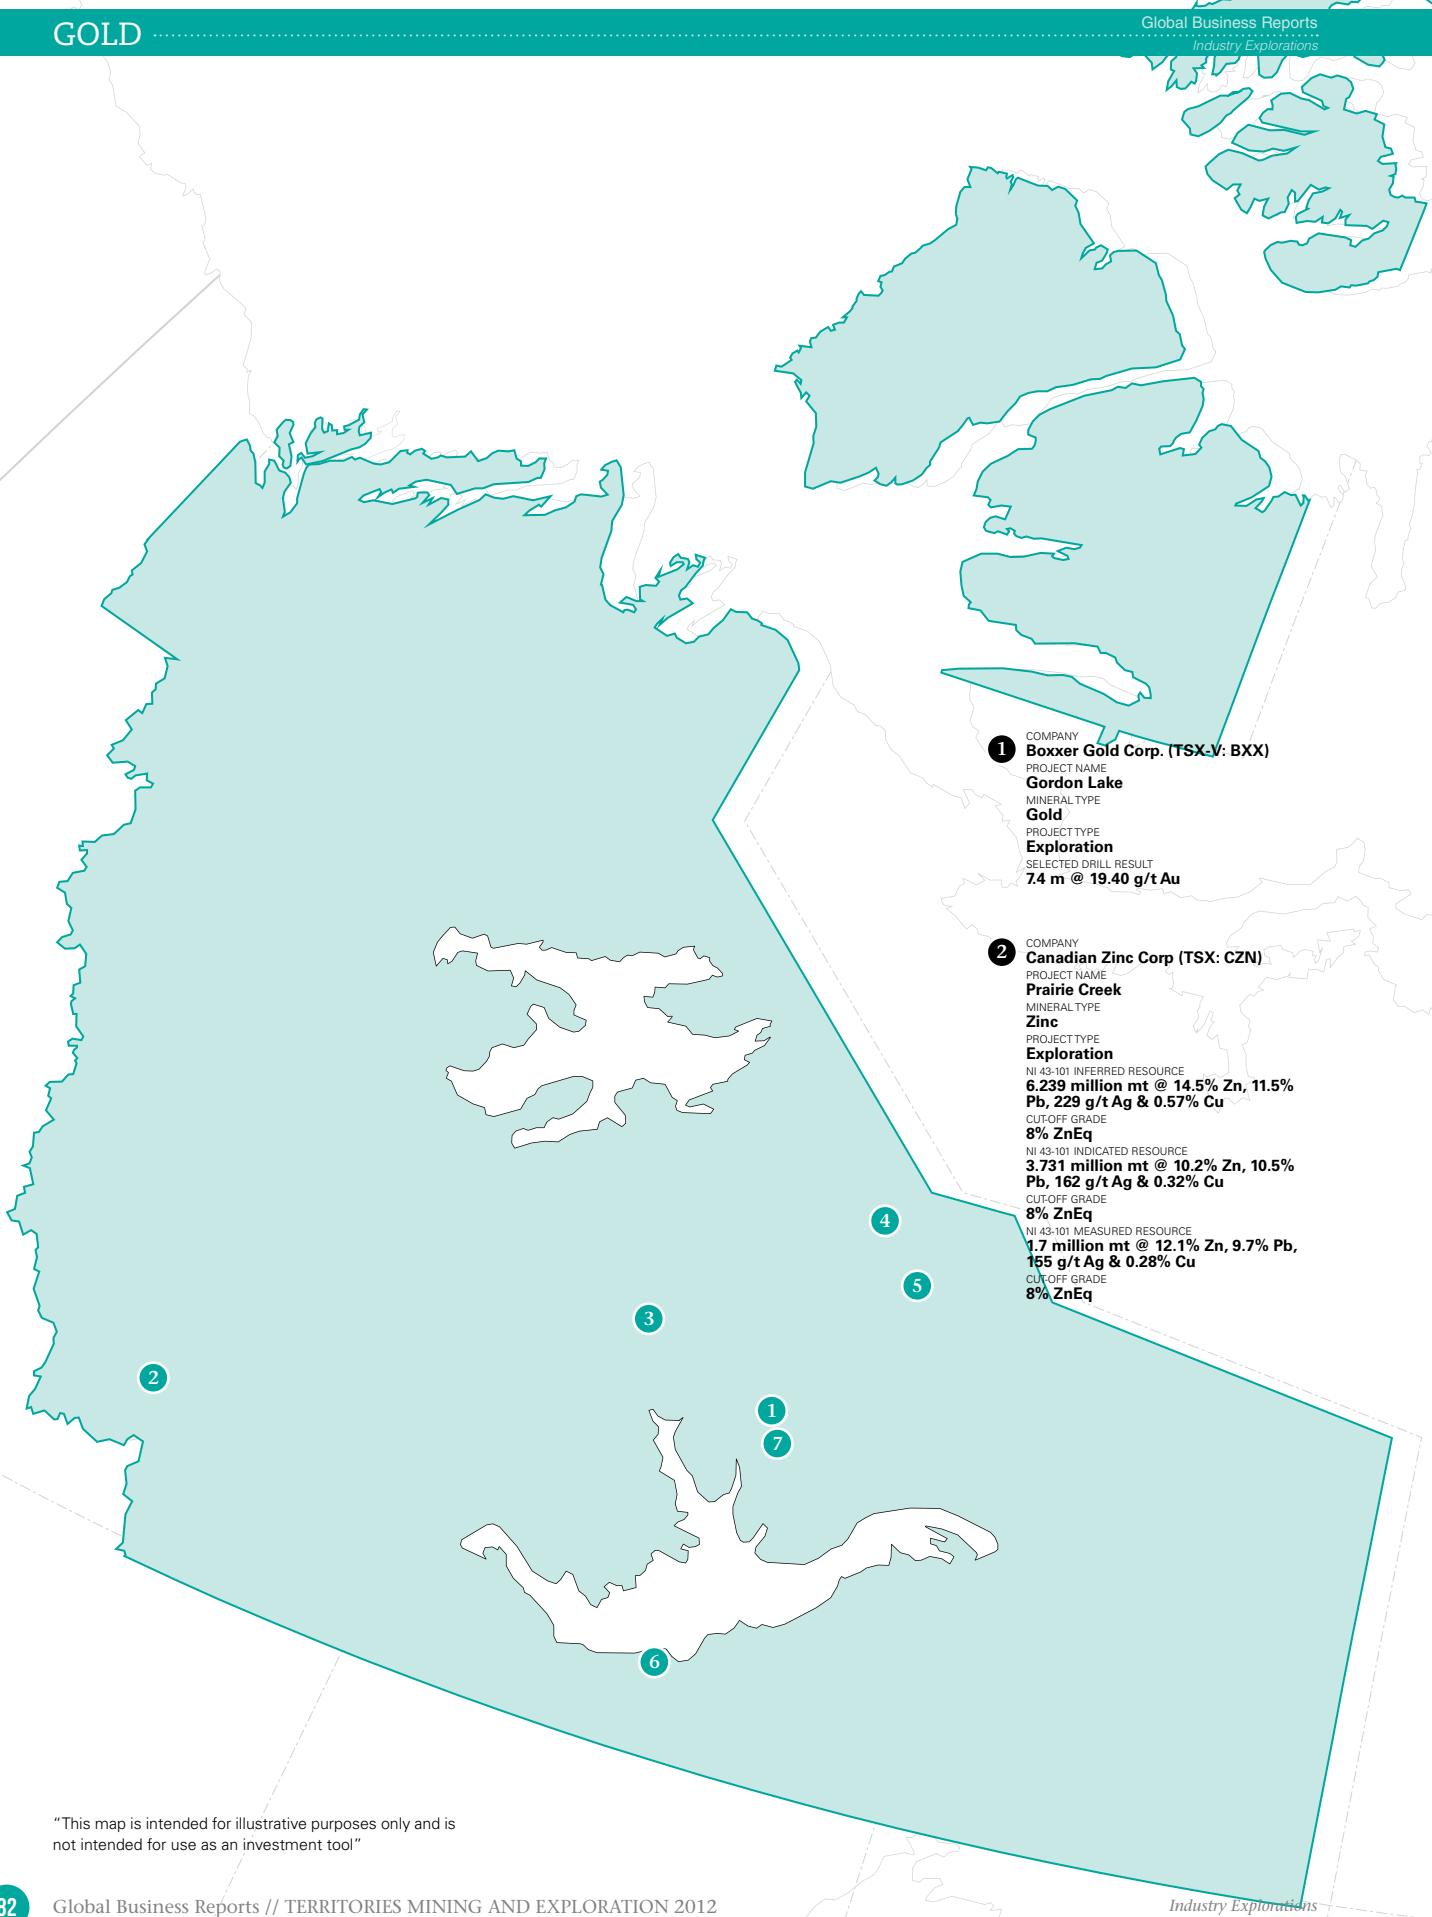 GOLD
Global Business Reports
Industry Explorations
1
COMPANY
Boxxer Gold Corp. (TSX-V: BXX)
PROJECT NAME
Gordon Lake
MINERAL TYPE
Gold
PROJECT TYPE
Exploration
SELECTED DRILL RESULT
7.4 m @ 19.40 g/t Au
2
COMPANY
Canadian Zinc Corp (TSX: CZN)
PROJECT NAME
Prairie Creek
MINERAL TYPE
Zinc
PROJECT TYPE
Exploration
NI 43-101 INFERRED RESOURCE
6.239 million mt @ 14.5% Zn, 11.5%
Pb, 229 g/t Ag & 0.57% Cu
CUT-OFF GRADE
8% ZnEq
NI 43-101 INDICATED RESOURCE
3.731 million mt @ 10.2% Zn, 10.5%
Pb, 162 g/t Ag & 0.32% Cu
CUT-OFF GRADE
8% ZnEq
NI 43-101 MEASURED RESOURCE
1.7 million mt @ 12.1% Zn, 9.7% Pb,
155 g/t Ag & 0.28% Cu
CUT-OFF GRADE
8% ZnEq
4
5
3
2
1
7
6
“This map is intended for illustrative purposes only and is
not intended for use as an investment tool”
82
Global Business Reports // TERRITORIES MINING AND EXPLORATION 2012
Industry Explorations